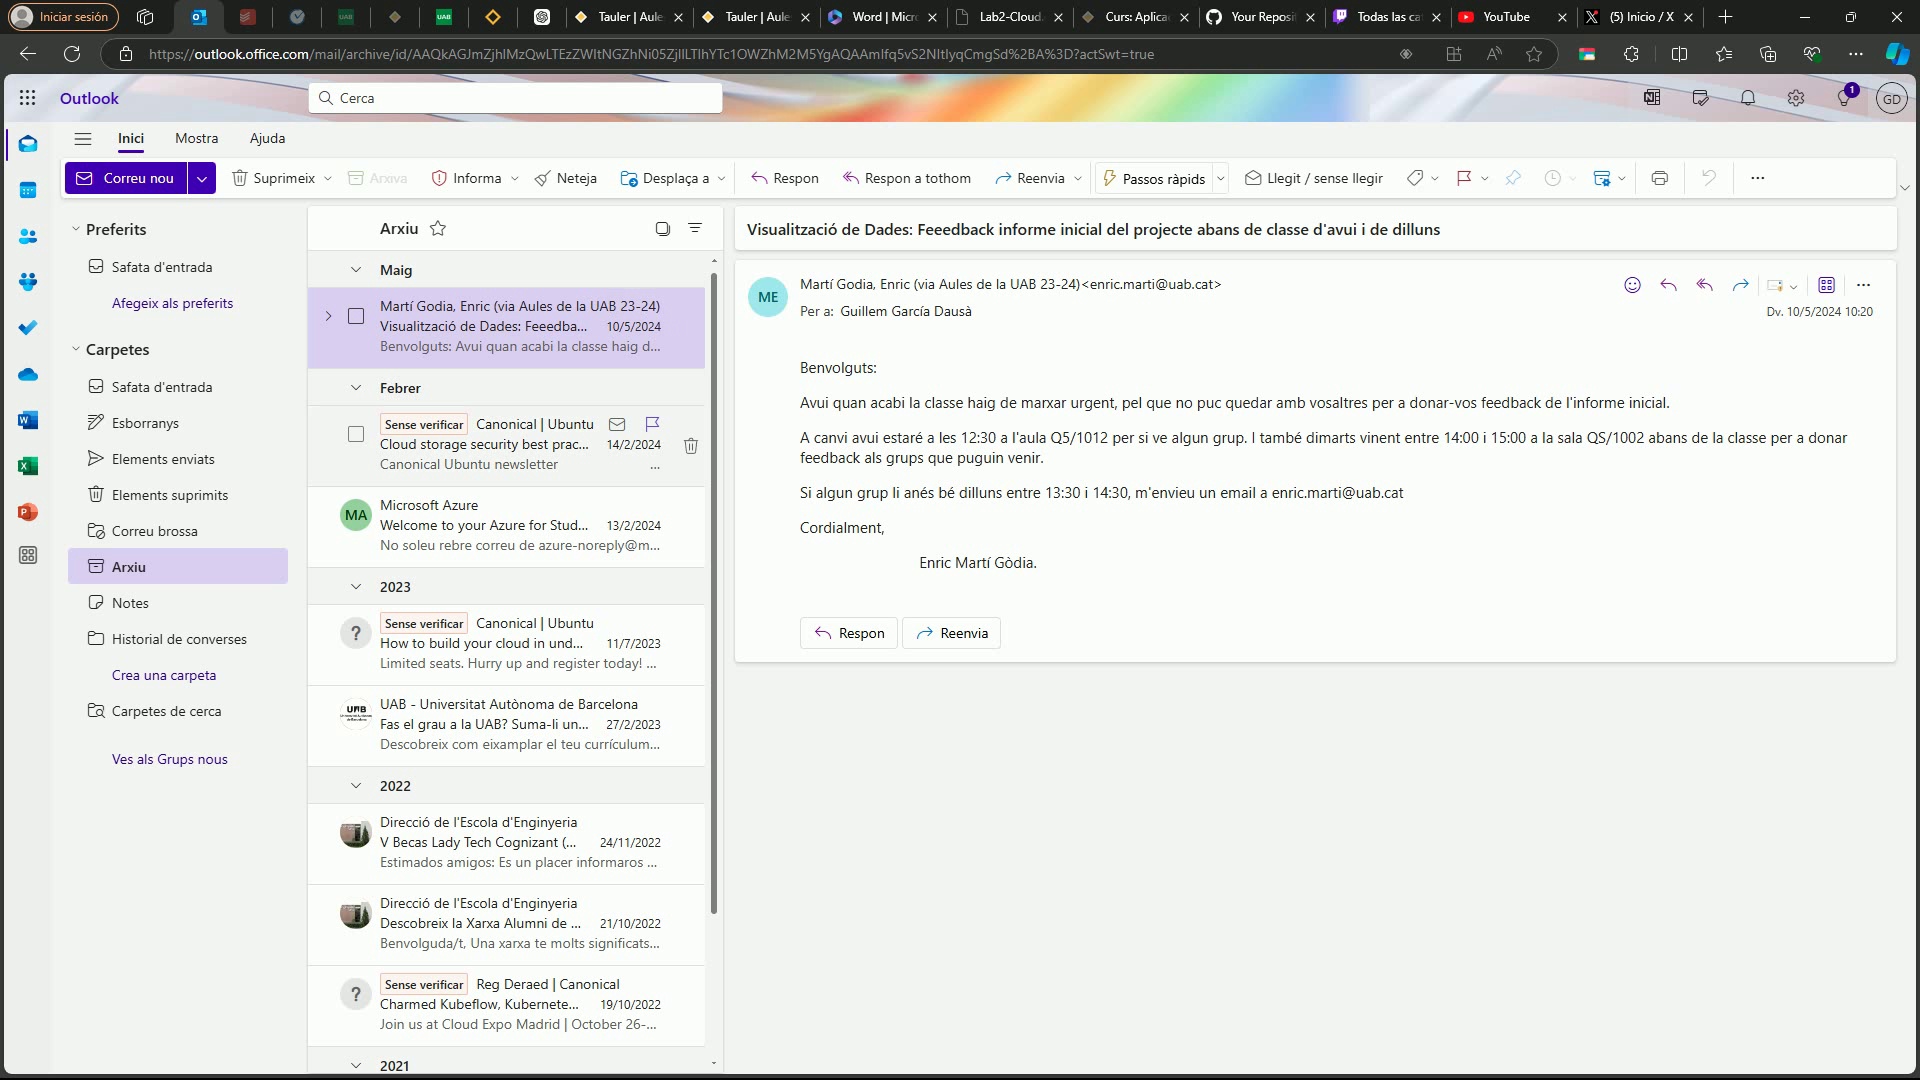 Iniciar sesión
Tauler | Aule
Tauler | Aule
Word | Micr
Lab2-Cloud
Curs: Aplica
Your Reposi
Todas las ca
YouTube
(5) Inicio / X
Outlook
Cerca
1
GD
Inici
Mostra
Ajuda
Correu nou
Suprimeix
Arxiva
Informa
Neteja
Desplaça a
Respon
Respon a tothom
Reenvia
Passos ràpids
Llegit / sense llegir
Preferits
Safata d'entrada
Afegeix als preferits
Carpetes
Safata d'entrada
Esborranys
Elements enviats
Elements suprimits
Correu brossa
Arxiu
Notes
Historial de converses
Crea una carpeta
Carpetes de cerca
Ves als Grups nous
Arxiu
Maig
Martí Godia, Enric (via Aules de la UAB 23-24)
Visualització de Dades: Feeedba... 10/5/2024
Benvolguts: Avui quan acabi la classe haig d...
Febrer
Sense verificar Canonical | Ubuntu
Cloud storage security best prac... 14/2/2024
Canonical Ubuntu newsletter ...
MA
Microsoft Azure
Welcome to your Azure for Stud... 13/2/2024
No soleu rebre correu de azure-noreply@m...
2023
?
Sense verificar Canonical | Ubuntu
How to build your cloud in und... 11/7/2023
Limited seats. Hurry up and register today! ...
UAB
UAB - Universitat Autònoma de Barcelona
Fas el grau a la UAB? Suma-li un... 27/2/2023
Descobreix com eixamplar el teu currículum...
2022
Direcció de l'Escola d'Enginyeria
V Becas Lady Tech Cognizant (... 24/11/2022
Estimados amigos: Es un placer informaros ...
Direcció de l'Escola d'Enginyeria
Descobreix la Xarxa Alumni de ... 21/10/2022
Benvolguda/t, Una xarxa te molts significats...
?
Sense verificar Reg Deraed | Canonical
Charmed Kubeflow, Kubernete... 19/10/2022
Join us at Cloud Expo Madrid | October 26-...
2021
Visualització de Dades: Feeedback informe inicial del projecte abans de classe d'avui i de dilluns
ME
Martí Godia, Enric (via Aules de la UAB 23-24)<enric.marti@uab.cat>
Per a: Guillem García Dausà
Dv. 10/5/2024 10:20
Benvolguts:
Avui quan acabi la classe haig de marxar urgent, pel que no puc quedar amb vosaltres per a donar-vos feedback de l'informe inicial.
A canvi avui estaré a les 12:30 a l'aula Q5/1012 per si ve algun grup. I també dimarts vinent entre 14:00 i 15:00 a la sala QS/1002 abans de la classe per a donar
feedback als grups que puguin venir.
Si algun grup li anés bé dilluns entre 13:30 i 14:30, m'envieu un email a enric.marti@uab.cat
Cordialment,
Enric Martí Gòdia.
Respon
Reenvia